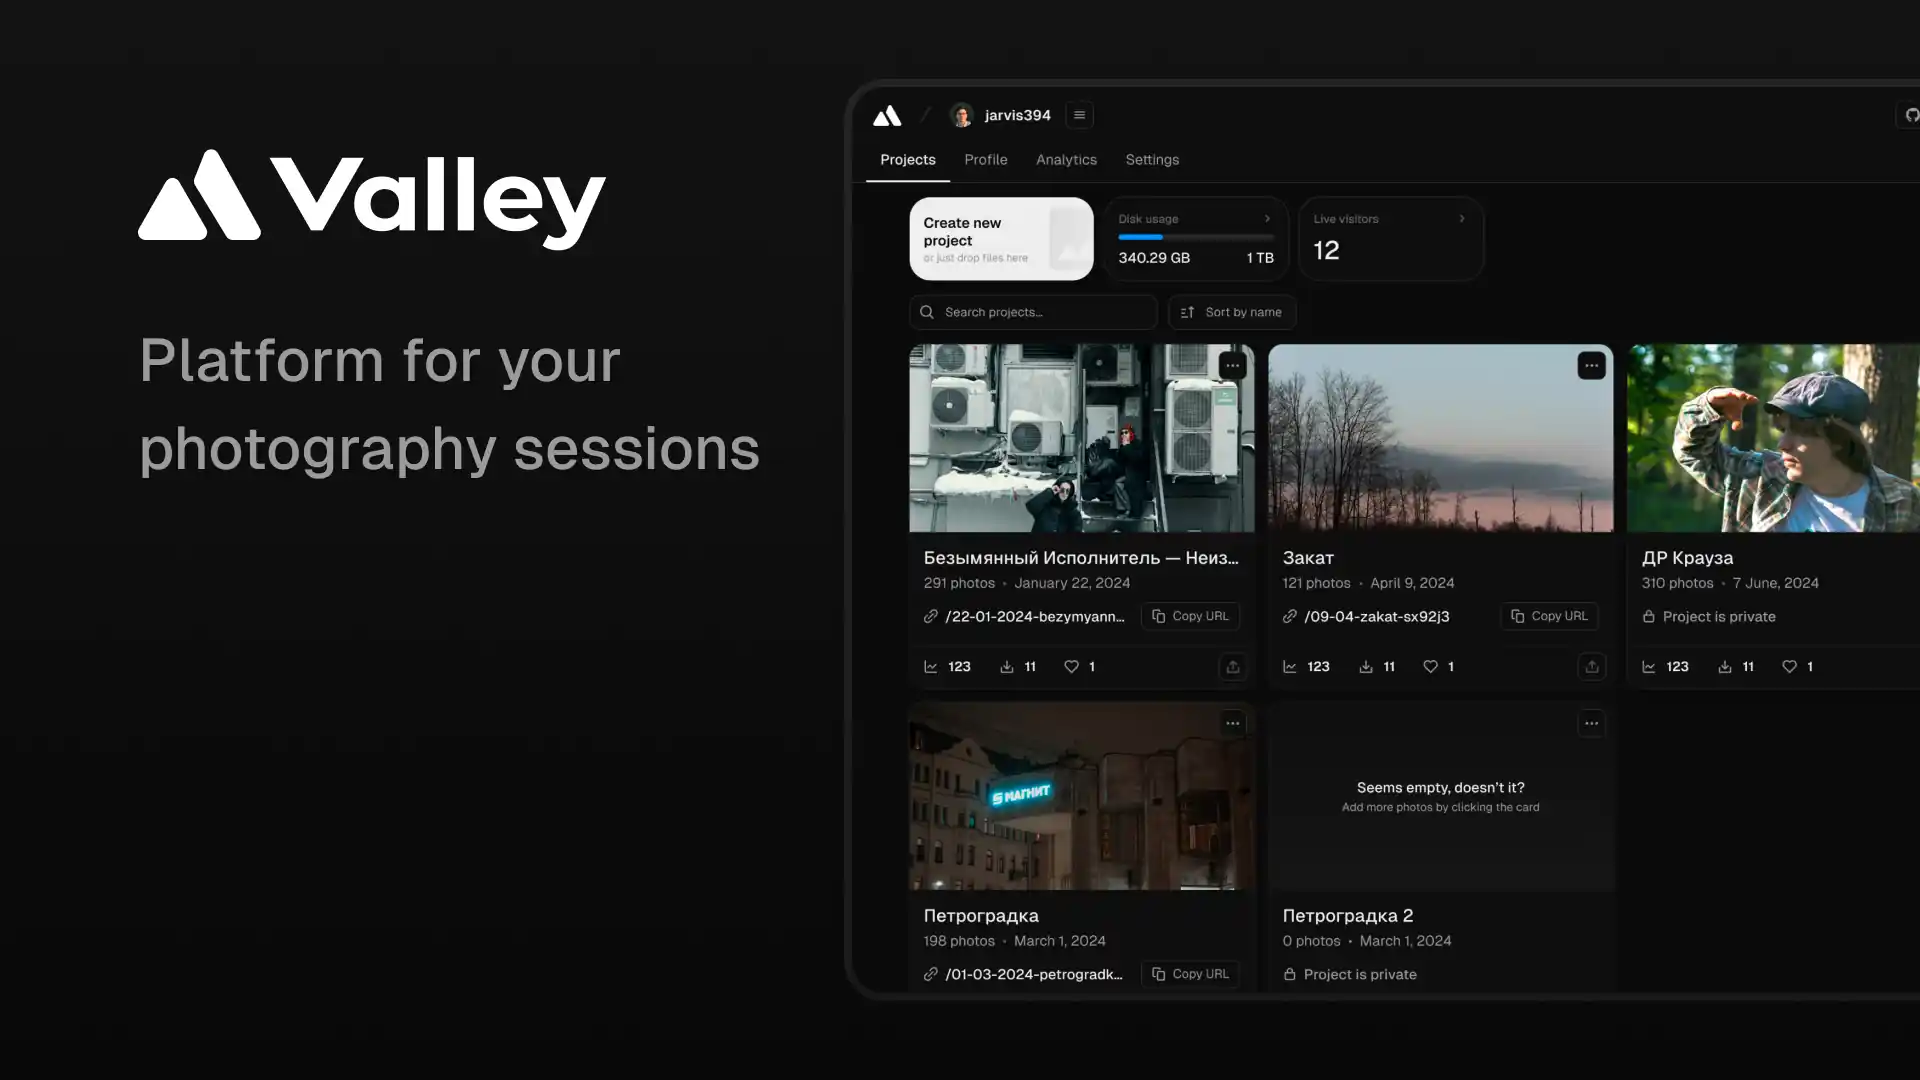 Valley
Platform for your
photography sessions
jarvis394
Projects Profile Analytics Settings
Create new
project
or just drop files here
Disk usage
340.29 GB 1 TB
Live visitors
12
Search projects...
Sort by name
Безымянный Исполнитель — Неиз...
291 photos • January 22, 2024
/22-01-2024-bezymyann...
Copy URL
123 11 1
Закат
121 photos • April 9, 2024
/09-04-zakat-sx92j3
Copy URL
123 11 1
ДР Крауза
310 photos • 7 June, 2024
Project is private
123 11 1
МАГНИТ
Петроградка
198 photos • March 1, 2024
/01-03-2024-petrogradk...
Copy URL
Seems empty, doesn't it?
Add more photos by clicking the card
Петроградка 2
0 photos • March 1, 2024
Project is private